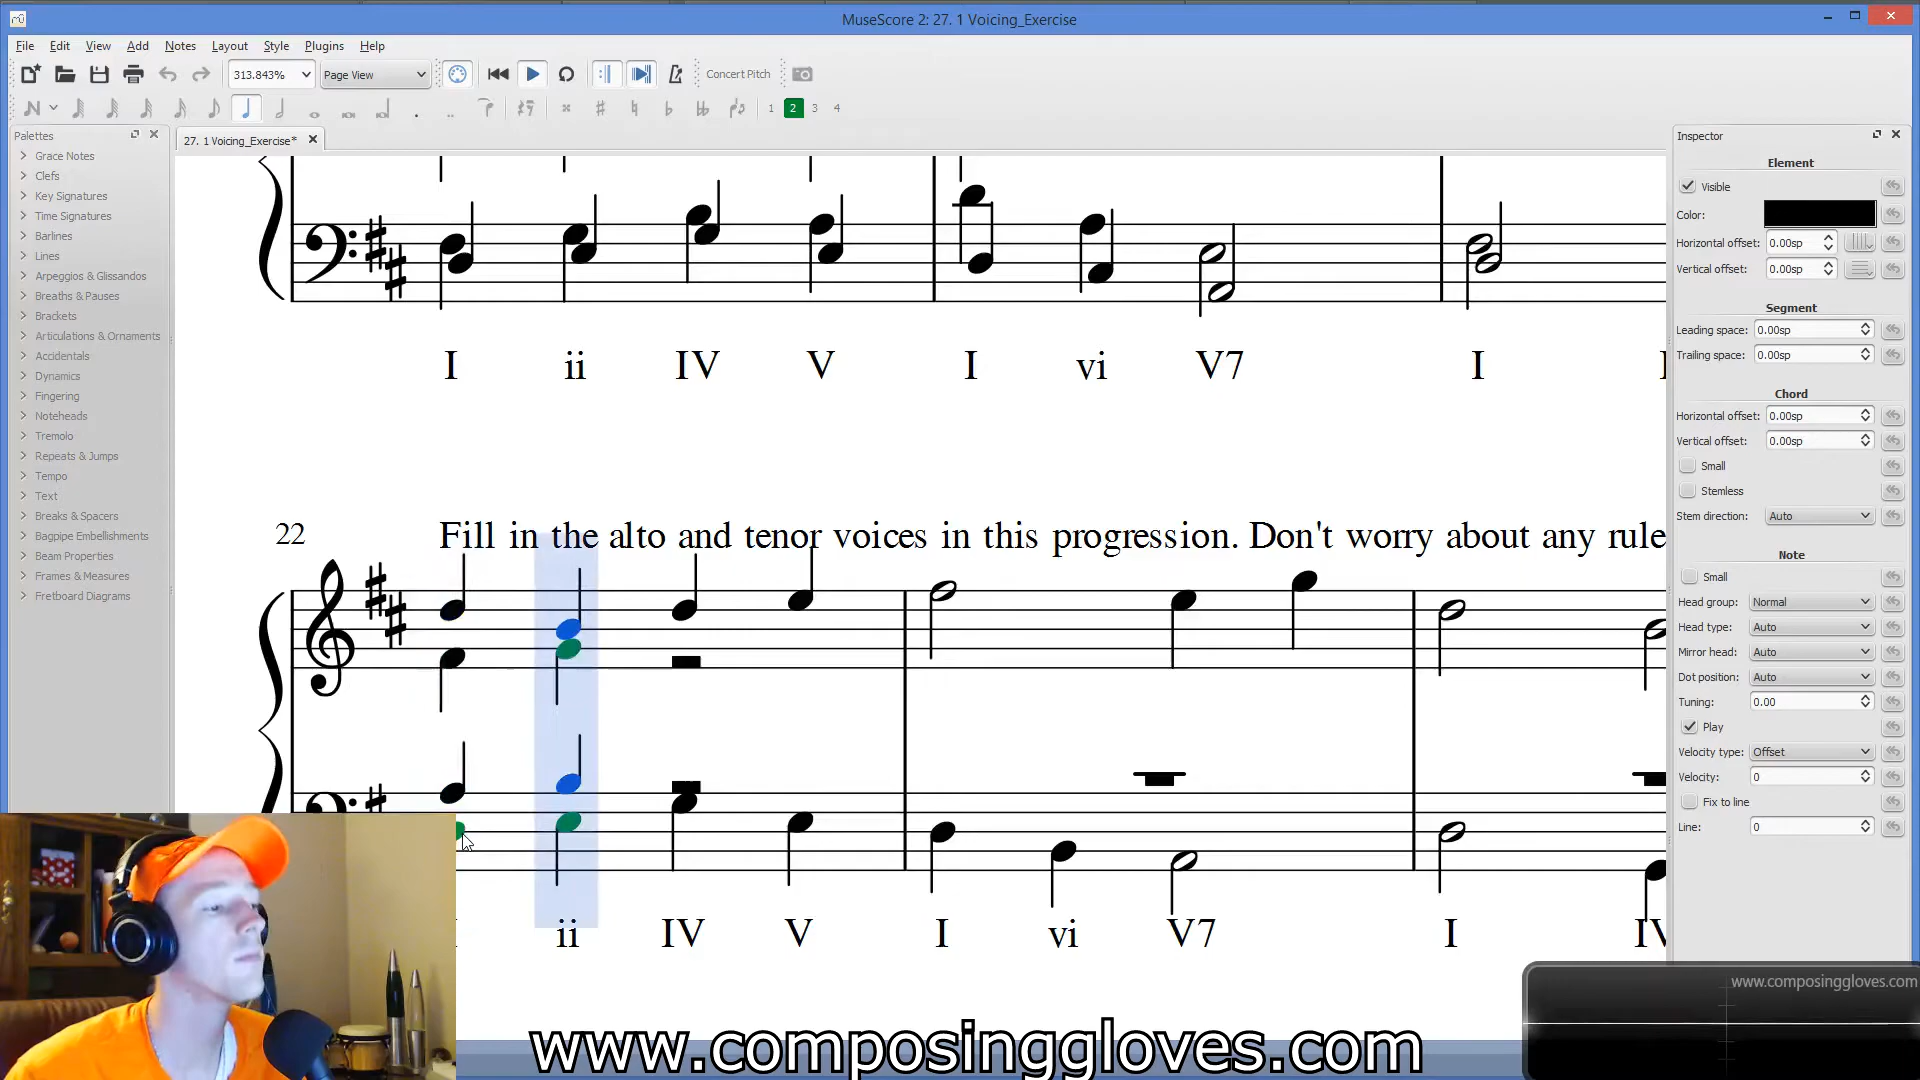 MuseScore 2: 27. 1 Voicing_Exercise
File Edit View Add Notes Layout Style Plugins Help
313.843% Page View Concert Pitch
1 2 3 4
Palettes
27. 1 Voicing_Exercise*
Inspector
Grace Notes
Clefs
Key Signatures
Time Signatures
Barlines
Lines
Arpeggios & Glissandos
Breaths & Pauses
Brackets
Articulations & Ornaments
Accidentals
Dynamics
Fingering
Noteheads
Tremolo
Repeats & Jumps
Tempo
Text
Breaks & Spacers
Bagpipe Embellishments
Beam Properties
Frames & Measures
Fretboard Diagrams
I ii IV V I vi V7 I
22
Fill in the alto and tenor voices in this progression. Don't worry about any rule
ii IV V I vi V7 I IV
Element
Visible
Color:
Horizontal offset: 0.00sp
Vertical offset: 0.00sp
Segment
Leading space: 0.00sp
Trailing space: 0.00sp
Chord
Horizontal offset: 0.00sp
Vertical offset: 0.00sp
Small
Stemless
Stem direction: Auto
Note
Small
Head group: Normal
Head type: Auto
Mirror head: Auto
Dot position: Auto
Tuning: 0.00
Play
Velocity type: Offset
Velocity: 0
Fix to line
Line: 0
www.composinggloves.com
www.composinggloves.com